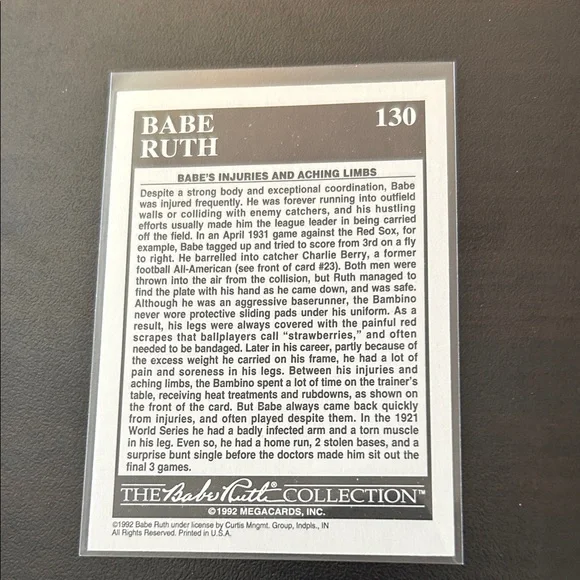 BABE 130
RUTH
BABE'S INJURIES AND ACHING LIMBS
Despite a strong body and exceptional coordination, Babe
was injured frequently. He was forever running into outfield
walls or colliding with enemy catchers, and his hustling
efforts usually made him the league leader in being carried
off the field. In an April 1931 game against the Red Sox, for
example, Babe tagged up and tried to score from 3rd on a fly
to right. He barrelled into catcher Charlie Berry, a former
football All-American (see front of card #23). Both men were
thrown into the air from the collision, but Ruth managed to
find the plate with his hand as he came down, and was safe.
Although he was an aggressive baserunner, the Bambino
never wore protective sliding pads under his uniform. As a
result, his legs were always covered with the painful red
scrapes that ballplayers call “strawberries,” and often
needed to be bandaged. Later in his career, partly because of
the excess weight he carried on his frame, he had a lot of
pain and soreness in his legs. Between his injuries and
aching limbs, the Bambino spent a lot of time on the trainer's
table, receiving heat treatments and rubdowns, as shown on
the front of the card. But Babe always came back quickly
from injuries, and often played despite them. In the 1921
World Series he had a badly infected arm and a torn muscle
in his leg. Even so, he had a home run, 2 stolen bases, and a
surprise bunt single before the doctors made him sit out the
final 3 games.
THE Babe Ruth® COLLECTION™
©1992 MEGACARDS, INC.
©1992 Babe Ruth under license by Curtis Mngmt. Group, Indpls., IN
All Rights Reserved. Printed in U.S.A.